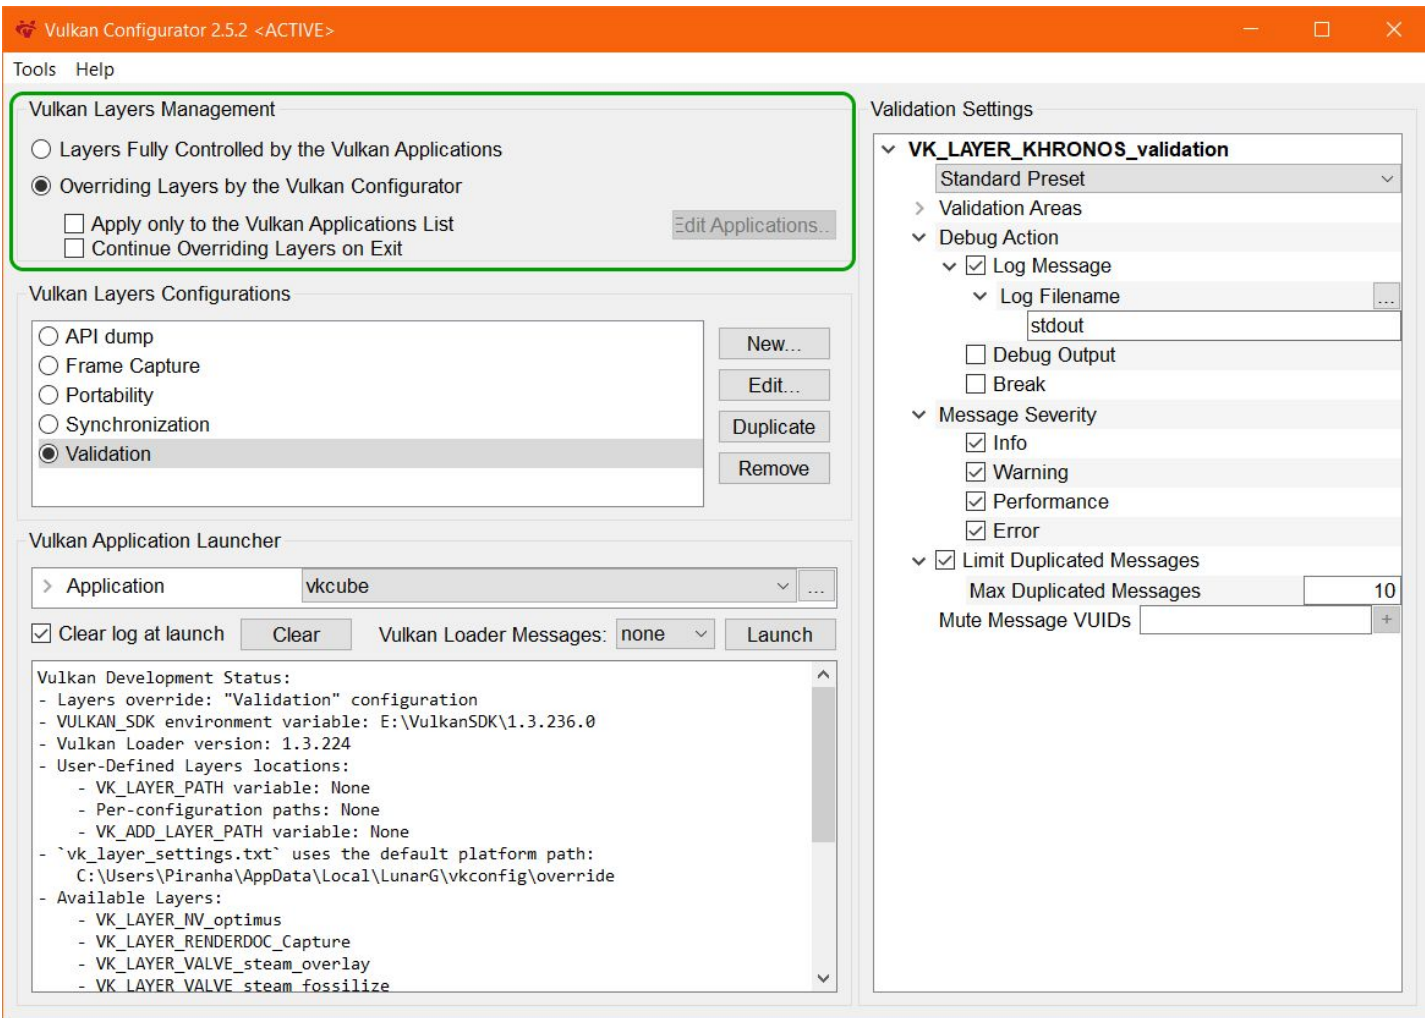 Vulkan Configurator 2.5.2 <ACTIVE>
Tools Help
Vulkan Layers Management
Layers Fully Controlled by the Vulkan Applications
Overriding Layers by the Vulkan Configurator
Apply only to the Vulkan Applications List
Edit Applications..
Continue Overriding Layers on Exit
Vulkan Layers Configurations
API dump
Frame Capture
Portability
Synchronization
Validation
New...
Edit...
Duplicate
Remove
Vulkan Application Launcher
Application vkcube ...
Clear log at launch Clear Vulkan Loader Messages: none Launch
Vulkan Development Status:
- Layers override: "Validation" configuration
- VULKAN_SDK environment variable: E:\VulkanSDK\1.3.236.0
- Vulkan Loader version: 1.3.224
- User-Defined Layers locations:
- VK_LAYER_PATH variable: None
- Per-configuration paths: None
- VK_ADD_LAYER_PATH variable: None
- `vk_layer_settings.txt` uses the default platform path:
C:\Users\Piranha\AppData\Local\LunarG\vkconfig\override
- Available Layers:
- VK_LAYER_NV_optimus
- VK_LAYER_RENDERDOC_Capture
- VK_LAYER_VALVE_steam_overlay
- VK_LAYER_VALVE_steam_fossilize
Validation Settings
VK_LAYER_KHRONOS_validation
Standard Preset
Validation Areas
Debug Action
Log Message
Log Filename ...
stdout
Debug Output
Break
Message Severity
Info
Warning
Performance
Error
Limit Duplicated Messages
Max Duplicated Messages 10
Mute Message VUIDs +